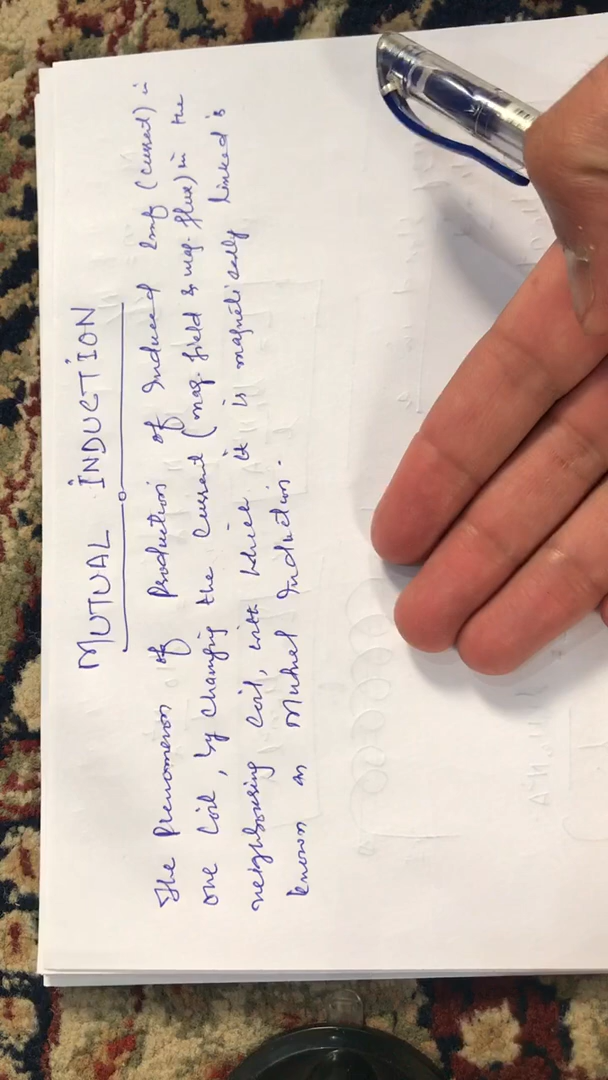 MUTUAL INDUCTION
The Phenomenon of Production of Induced Emf (current) in
one Coil, by changing the current (mag. field & mag. flux) in the
neighbouring Coil, with which it is magnetically linked is
known as Mutual Induction.